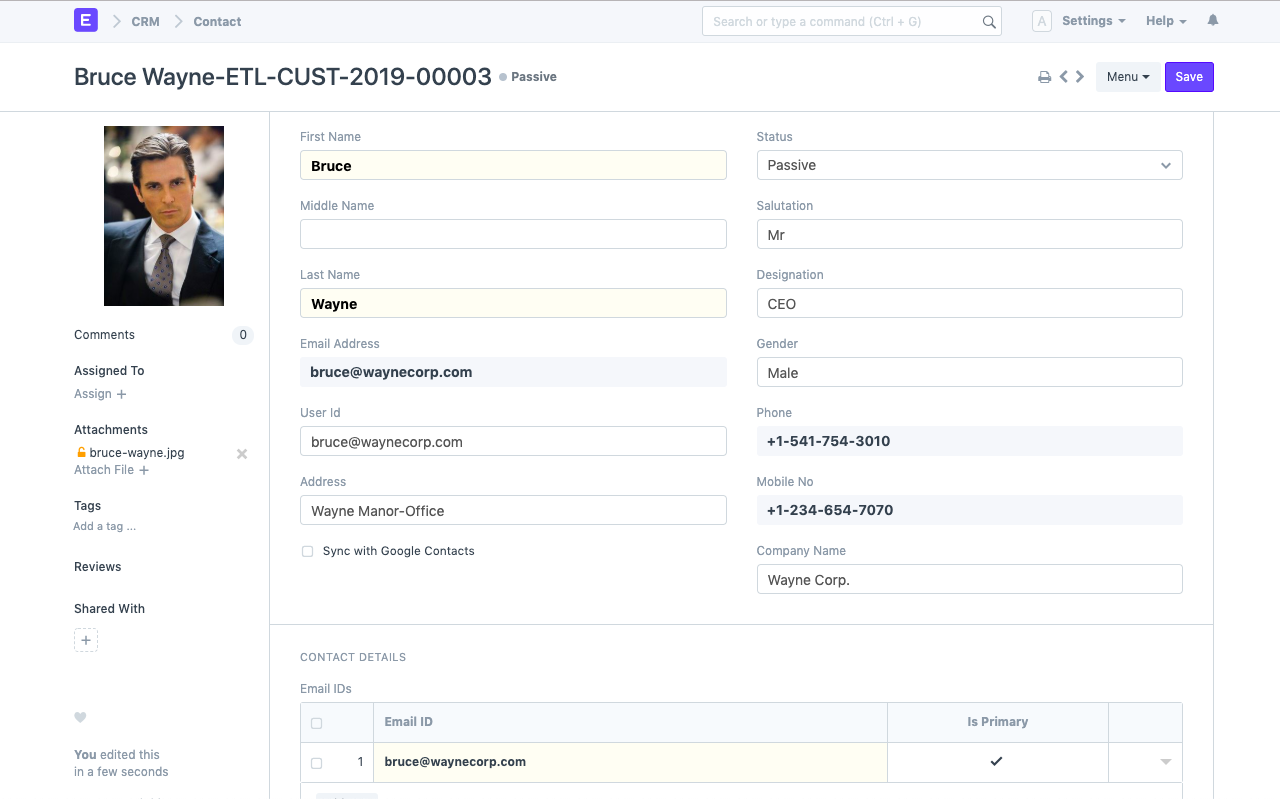 E CRM Contact Search or type a command (Ctrl + G) A Settings Help
Bruce Wayne-ETL-CUST-2019-00003 Passive Menu Save
First Name Status
Bruce Passive
Middle Name Salutation
Mr
Last Name Designation
Wayne CEO
Comments 0
Email Address Gender
Assigned To
bruce@waynecorp.com Male
Assign +
User Id Phone
Attachments
bruce@waynecorp.com +1-541-754-3010
bruce-wayne.jpg
Attach File +
Address Mobile No
Tags
Wayne Manor-Office +1-234-654-7070
Add a tag ...
Sync with Google Contacts Company Name
Reviews
Wayne Corp.
Shared With
+
CONTACT DETAILS
Email IDs
Email ID Is Primary
You edited this
in a few seconds
1 bruce@waynecorp.com